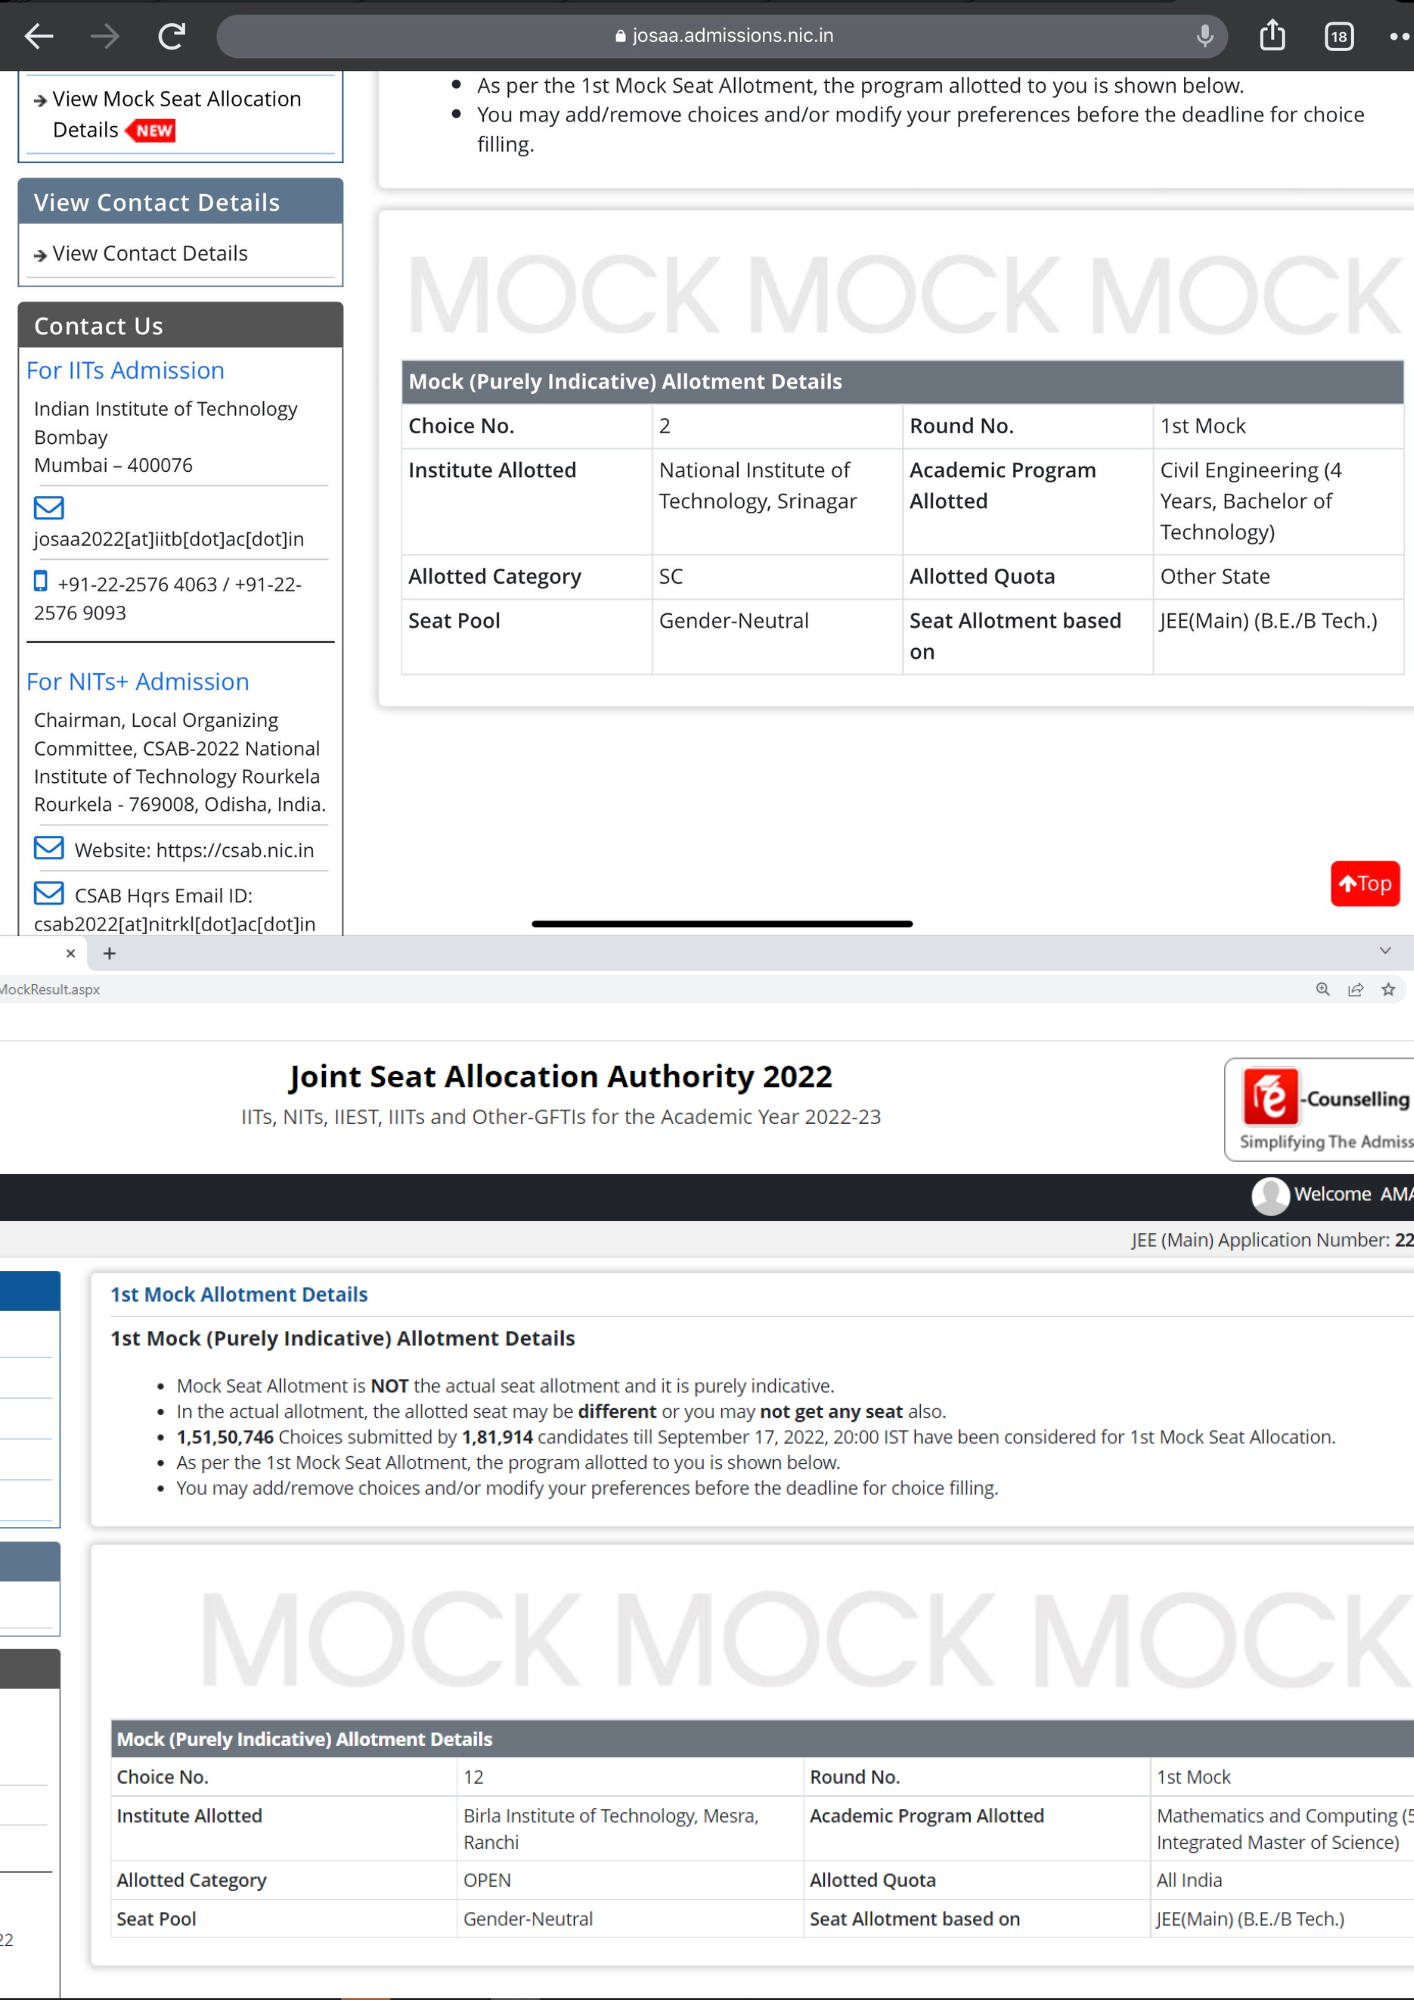 josaa.admissions.nic.in
18
View Mock Seat Allocation
Details NEW
View Contact Details
View Contact Details
Contact Us
For IITs Admission
Indian Institute of Technology
Bombay
Mumbai – 400076
josaa2022[at]iitb[dot]ac[dot]in
+91-22-2576 4063 / +91-22-
2576 9093
For NITs+ Admission
Chairman, Local Organizing
Committee, CSAB-2022 National
Institute of Technology Rourkela
Rourkela - 769008, Odisha, India.
Website: https://csab.nic.in
CSAB Hqrs Email ID:
csab2022[at]nitrkl[dot]ac[dot]in
As per the 1st Mock Seat Allotment, the program allotted to you is shown below.
You may add/remove choices and/or modify your preferences before the deadline for choice
filling.
MOCK MOCK MOCK
Mock (Purely Indicative) Allotment Details
Choice No. 2 Round No. 1st Mock
Institute Allotted National Institute of Academic Program Civil Engineering (4
Technology, Srinagar Allotted Years, Bachelor of
Technology)
Allotted Category SC Allotted Quota Other State
Seat Pool Gender-Neutral Seat Allotment based JEE(Main) (B.E./B Tech.)
on
Top
MockResult.aspx
Joint Seat Allocation Authority 2022
IITs, NITs, IIEST, IIITs and Other-GFTIs for the Academic Year 2022-23
e-Counselling
Simplifying The Admiss
Welcome AMA
JEE (Main) Application Number: 22
1st Mock Allotment Details
1st Mock (Purely Indicative) Allotment Details
Mock Seat Allotment is NOT the actual seat allotment and it is purely indicative.
In the actual allotment, the allotted seat may be different or you may not get any seat also.
1,51,50,746 Choices submitted by 1,81,914 candidates till September 17, 2022, 20:00 IST have been considered for 1st Mock Seat Allocation.
As per the 1st Mock Seat Allotment, the program allotted to you is shown below.
You may add/remove choices and/or modify your preferences before the deadline for choice filling.
MOCK MOCK MOCK
Mock (Purely Indicative) Allotment Details
Choice No. 12 Round No. 1st Mock
Institute Allotted Birla Institute of Technology, Mesra, Academic Program Allotted Mathematics and Computing (5
Ranchi Integrated Master of Science)
Allotted Category OPEN Allotted Quota All India
Seat Pool Gender-Neutral Seat Allotment based on JEE(Main) (B.E./B Tech.)
22